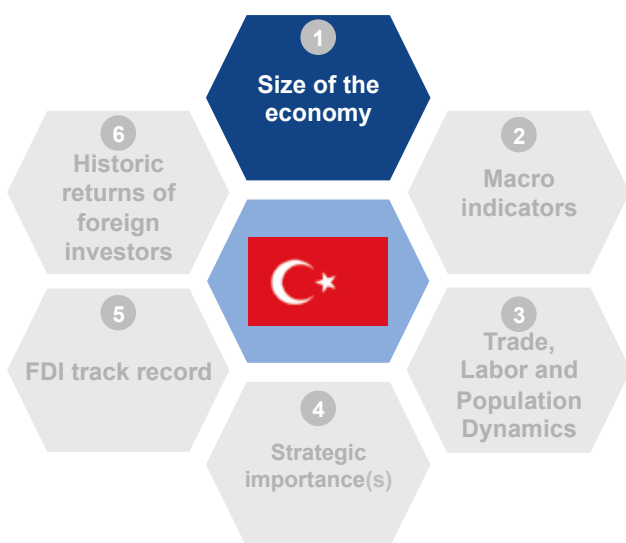 1
Size of the
economy
2
Macro
indicators
3
Trade,
Labor and
Population
Dynamics
4
Strategic
importance(s)
5
FDI track record
6
Historic
returns of
foreign
investors